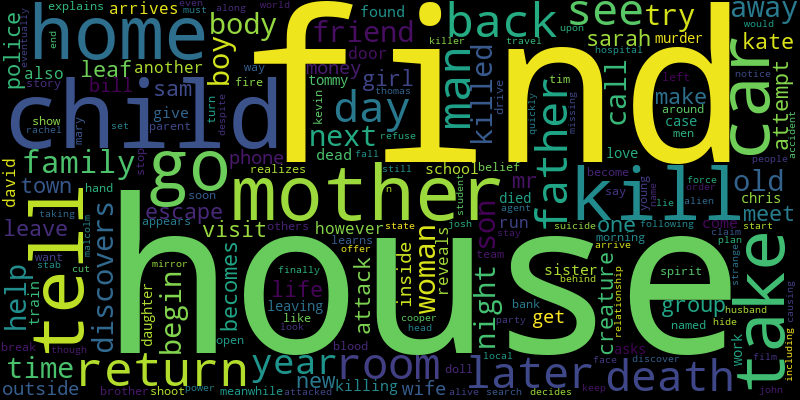 explains
arrives
found
back
see
try
away
home
body
friend
door
killer
travel
upon
sarah
murder
kate
police
also
leaf
another
boy
money
find
man
killed
hospital
would
way
end
eventually
must
along
even
world
bill
sam
tommy
girl
call
make
left
car
attempt
story
child
give
turn
fire
kevin
thomas
drive
quickly
missing
tim
around
case
men
notice
show
set
parent
despite
day
next
refuse
love
people
accident
rachel
mary
stop
dead
fall
still
father
david
family
go
phone
realizes
school
belief
become
force
order
old
chris
town
hand
soon
mother
mr
died
say
young
name
lie
alien
kill
meet
taking
tell
escape
in
student
agent
run
one
suicide
following
come
start
leave
want
malcolm
appears
visit
others
however
state
son
josh
stay
morning
claim
plan
stab
cut
discovers
learns
offer
woman
reveals
team
arrive
sister
behind
strange
help
train
daughter
mirror
begin
becomes
finally
life
attack
inside
night
house
spirit
relationship
creature
take
husband
causing
leaving
like
look
cooper
head
bank
party
get
group
named
hide
work
break
though
time
return
open
blood
year
room
doll
local
later
asks
face
discover
death
film
including
outside
brother
shoot
power
meanwhile
attacked
new
killing
wife
alive
search
decides
john